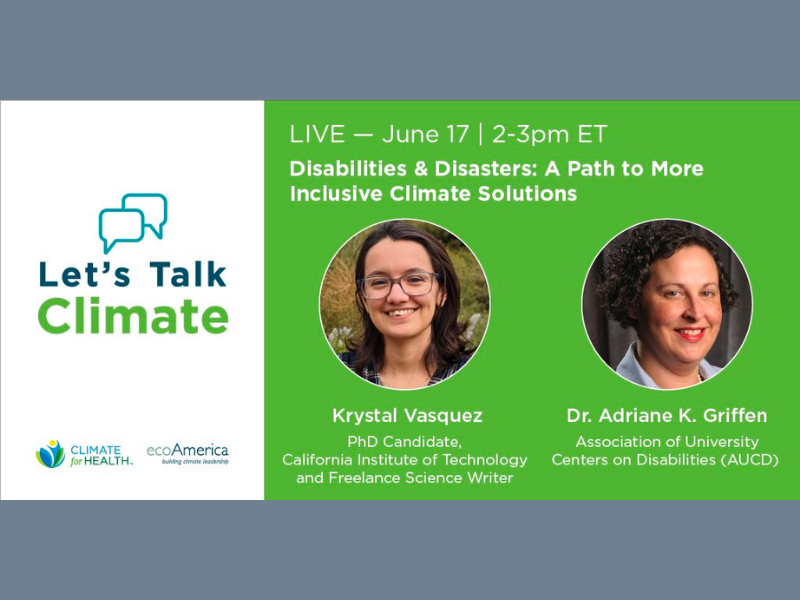 Let's Talk
Climate
CLIMATE
for HEALTH™
ecoAmerica
building climate leadership
LIVE — June 17 | 2-3pm ET
Disabilities & Disasters: A Path to More
Inclusive Climate Solutions
Krystal Vasquez
PhD Candidate,
California Institute of Technology
and Freelance Science Writer
Dr. Adriane K. Griffen
Association of University
Centers on Disabilities (AUCD)